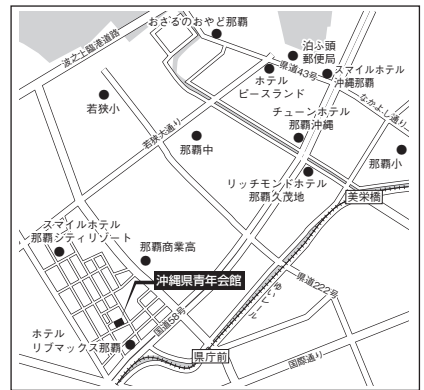 おさるのおやど那覇
波之上臨港道路
泊ふ頭
郵便局
県道43号
スマイルホテル
沖縄那覇
ホテル
ピースランド
なかよし通り
若狭小
チューンホテル
那覇沖縄
若狭大通り
那覇中
那覇小
リッチモンドホテル
那覇久茂地
美栄橋
スマイルホテル
那覇シティリゾート
那覇商業高
沖縄県青年会館
県道222号
ゆいレール
国道58号
ホテル
リブマックス那覇
県庁前
国際通り